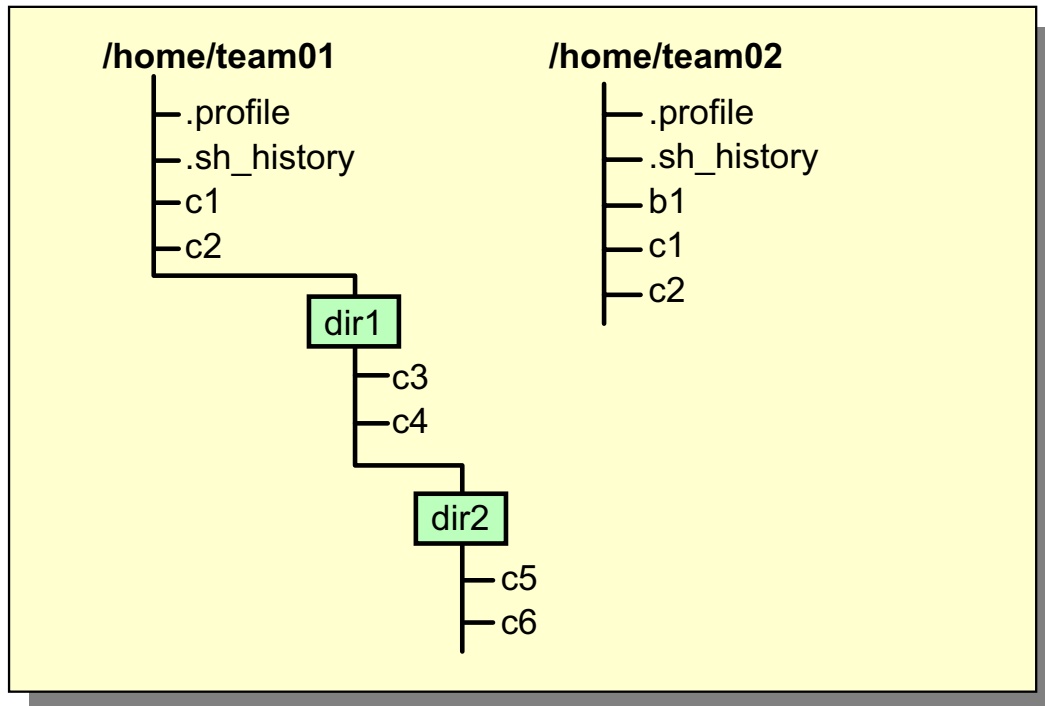 /home/team01
.profile
.sh_history
c1
c2
dir1
c3
c4
dir2
c5
c6
/home/team02
.profile
.sh_history
b1
c1
c2